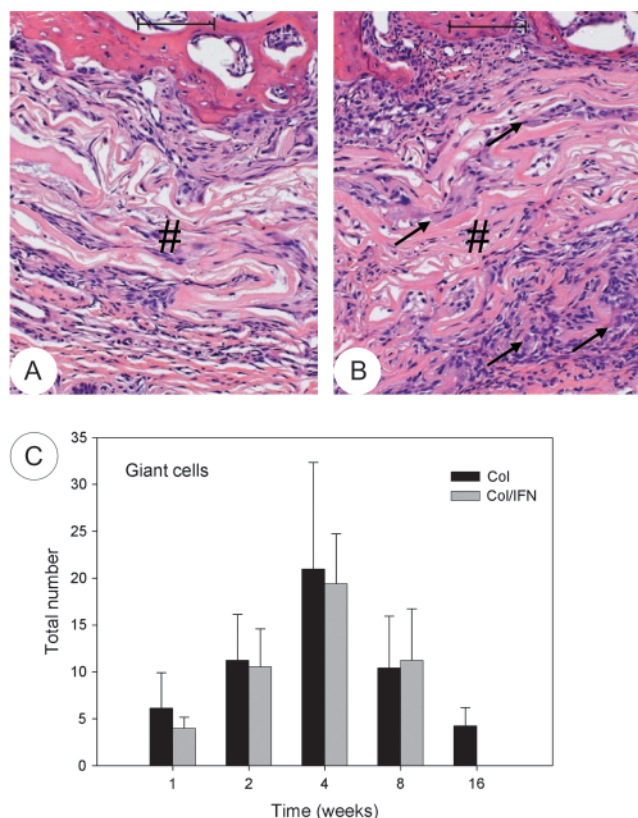 #
A
#
B
C
Giant cells
Col
Col/IFN
35
30
25
20
15
10
5
0
Total number
1 2 4 8 16
Time (weeks)